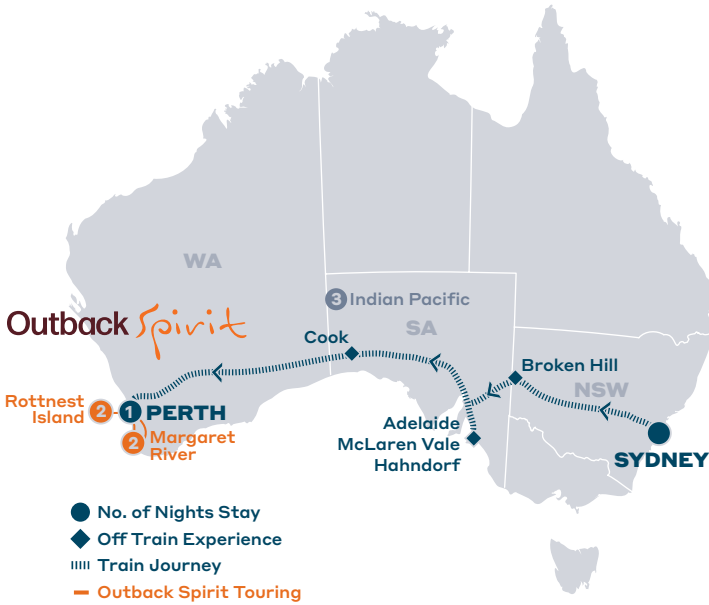 WA
3 Indian Pacific
SA
Outback Spirit
Cook
Broken Hill
NSW
Rottnest
Island
2
1 PERTH
2
Margaret
River
Adelaide
McLaren Vale
Hahndorf
SYDNEY
No. of Nights Stay
Off Train Experience
Train Journey
Outback Spirit Touring